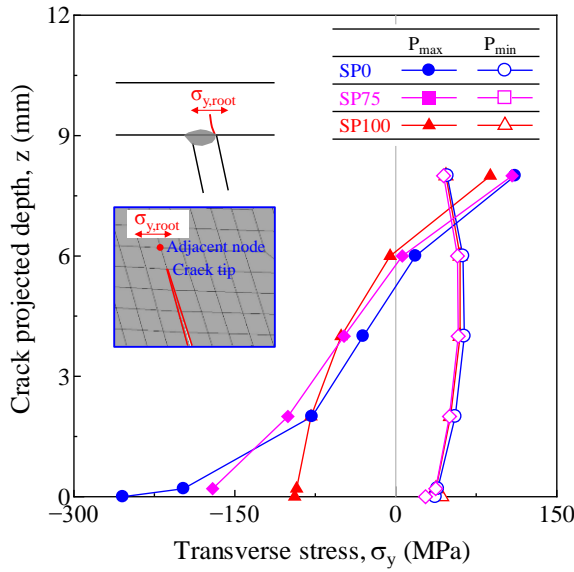 12
9
6
3
0
Crack projected depth, z (mm)
−300
−150
0
150
Transverse stress, σy (MPa)
Pmax Pmin
SP0
SP75
SP100
σy,root
σy,root
Adjacent node
Crack tip